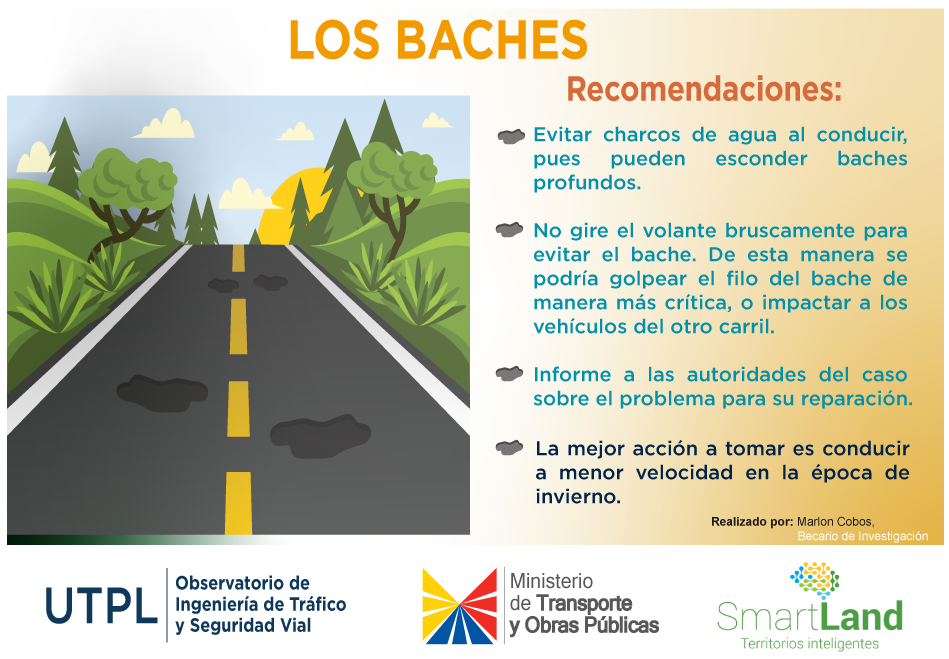 LOS BACHES
Recomendaciones:
Evitar charcos de agua al conducir,
pues pueden esconder baches
profundos.
No gire el volante bruscamente para
evitar el bache. De esta manera se
podría golpear el filo del bache de
manera más crítica, o impactar a los
vehículos del otro carril.
Informe a las autoridades del caso
sobre el problema para su reparación.
La mejor acción a tomar es conducir
a menor velocidad en la época de
invierno.
Realizado por: Marlon Cobos,
Becario de Investigación
UTPL
Observatorio de
Ingeniería de Tráfico
y Seguridad Vial
Ministerio
de Transporte
y Obras Públicas
SmartLand
Territorios inteligentes